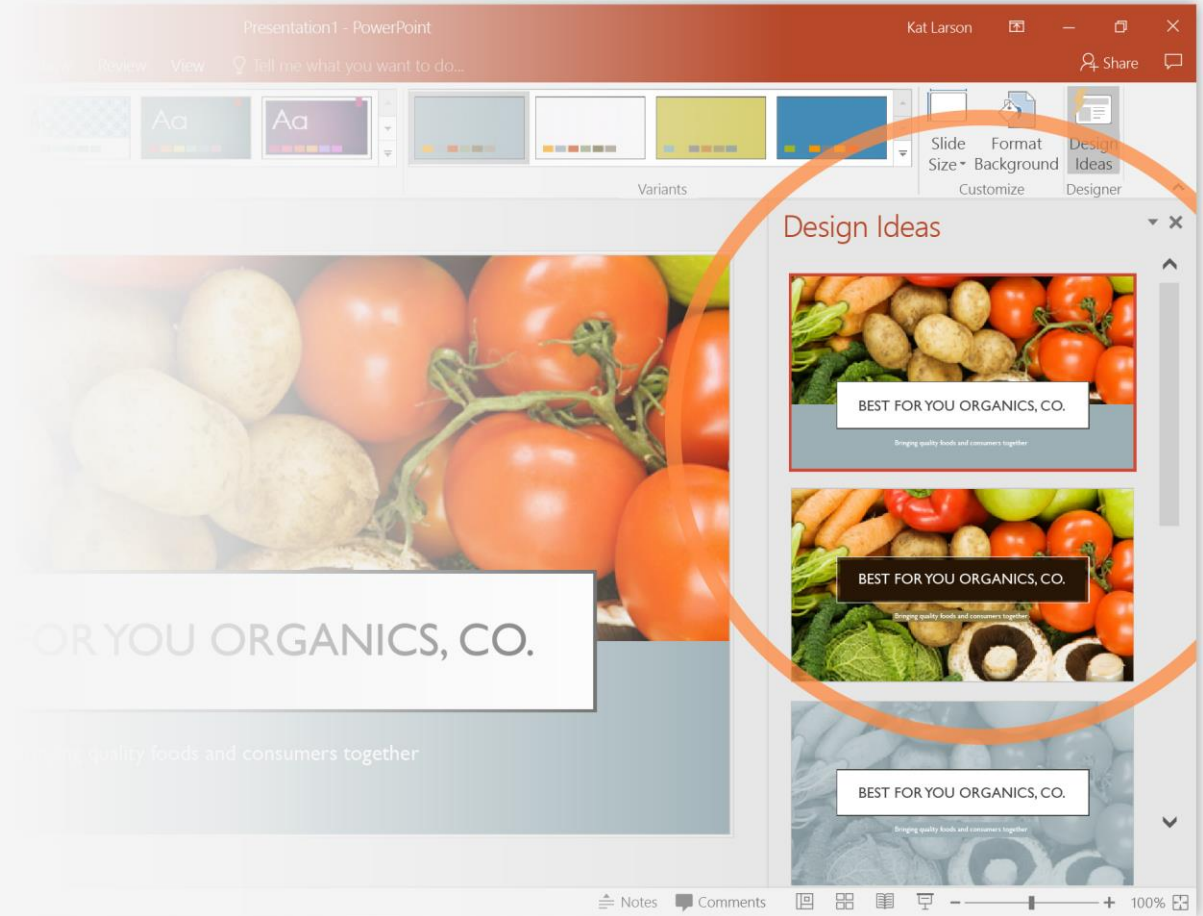 Presentation1 - PowerPoint
Kat Larson
Review View Tell me what you want to do...
Share
Aa
Aa
Slide Size
Format Background
Design Ideas
Variants
Customize
Designer
Design Ideas
BEST FOR YOU ORGANICS, CO.
Bringing quality foods and consumers together
BEST FOR YOU ORGANICS, CO.
Bringing quality foods and consumers together
BEST FOR YOU ORGANICS, CO.
Bringing quality foods and consumers together
FOR YOU ORGANICS, CO.
Bringing quality foods and consumers together
Notes
Comments
100%